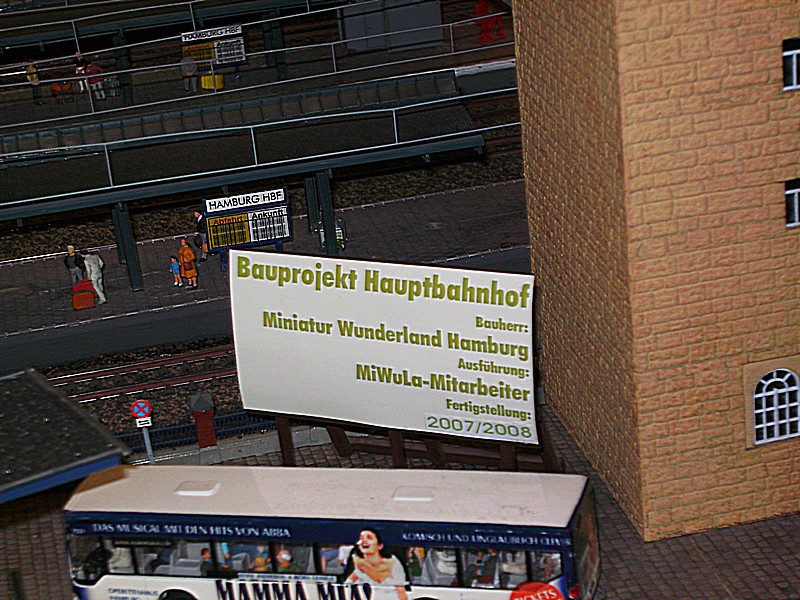 HAMBURG HBF
HAMBURG HBF
Abfahrt Ankunft
Bauprojekt Hauptbahnhof
Bauherr:
Miniatur Wunderland Hamburg
Ausführung:
MiWuLa-Mitarbeiter
Fertigstellung:
2007/2008
DAS MUSICAL MIT DEN HITS VON ABBA
KOMISCH UND UNGLAUBLICH
OPERETTENHAUS
MAMMA MIA!
TICKETS